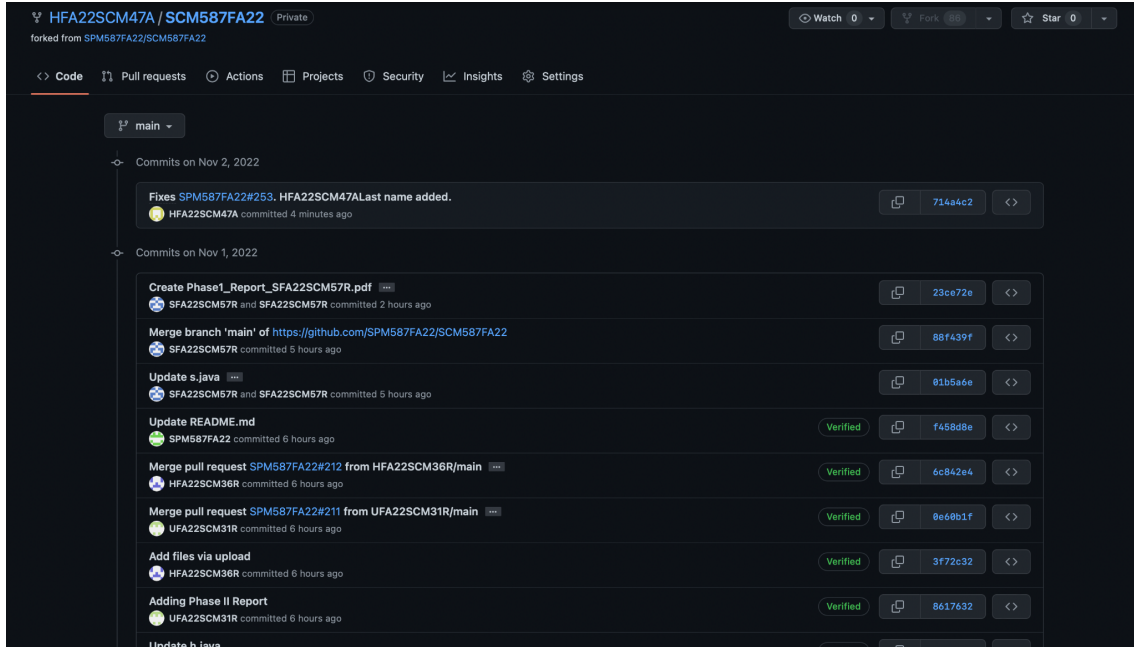 HFA22SCM47A / SCM587FA22 Private
Watch 0
Fork 86
Star 0
forked from SPM587FA22/SCM587FA22
<> Code Pull requests Actions Projects Security Insights Settings
main
Commits on Nov 2, 2022
Fixes SPM587FA22#253. HFA22SCM47ALast name added.
HFA22SCM47A committed 4 minutes ago
714a4c2 <>
Commits on Nov 1, 2022
Create Phase1_Report_SFA22SCM57R.pdf ...
SFA22SCM57R and SFA22SCM57R committed 2 hours ago
23ce72e <>
Merge branch 'main' of https://github.com/SPM587FA22/SCM587FA22
SFA22SCM57R committed 5 hours ago
88f439f <>
Update s.java ...
SFA22SCM57R and SFA22SCM57R committed 5 hours ago
01b5a6e <>
Update README.md
SPM587FA22 committed 6 hours ago
Verified f458d8e <>
Merge pull request SPM587FA22#212 from HFA22SCM36R/main ...
HFA22SCM36R committed 6 hours ago
Verified 6c842e4 <>
Merge pull request SPM587FA22#211 from UFA22SCM31R/main ...
UFA22SCM31R committed 6 hours ago
Verified 0e60b1f <>
Add files via upload
HFA22SCM36R committed 6 hours ago
Verified 3f72c32 <>
Adding Phase II Report
UFA22SCM31R committed 6 hours ago
Verified 8617632 <>
Update h.java